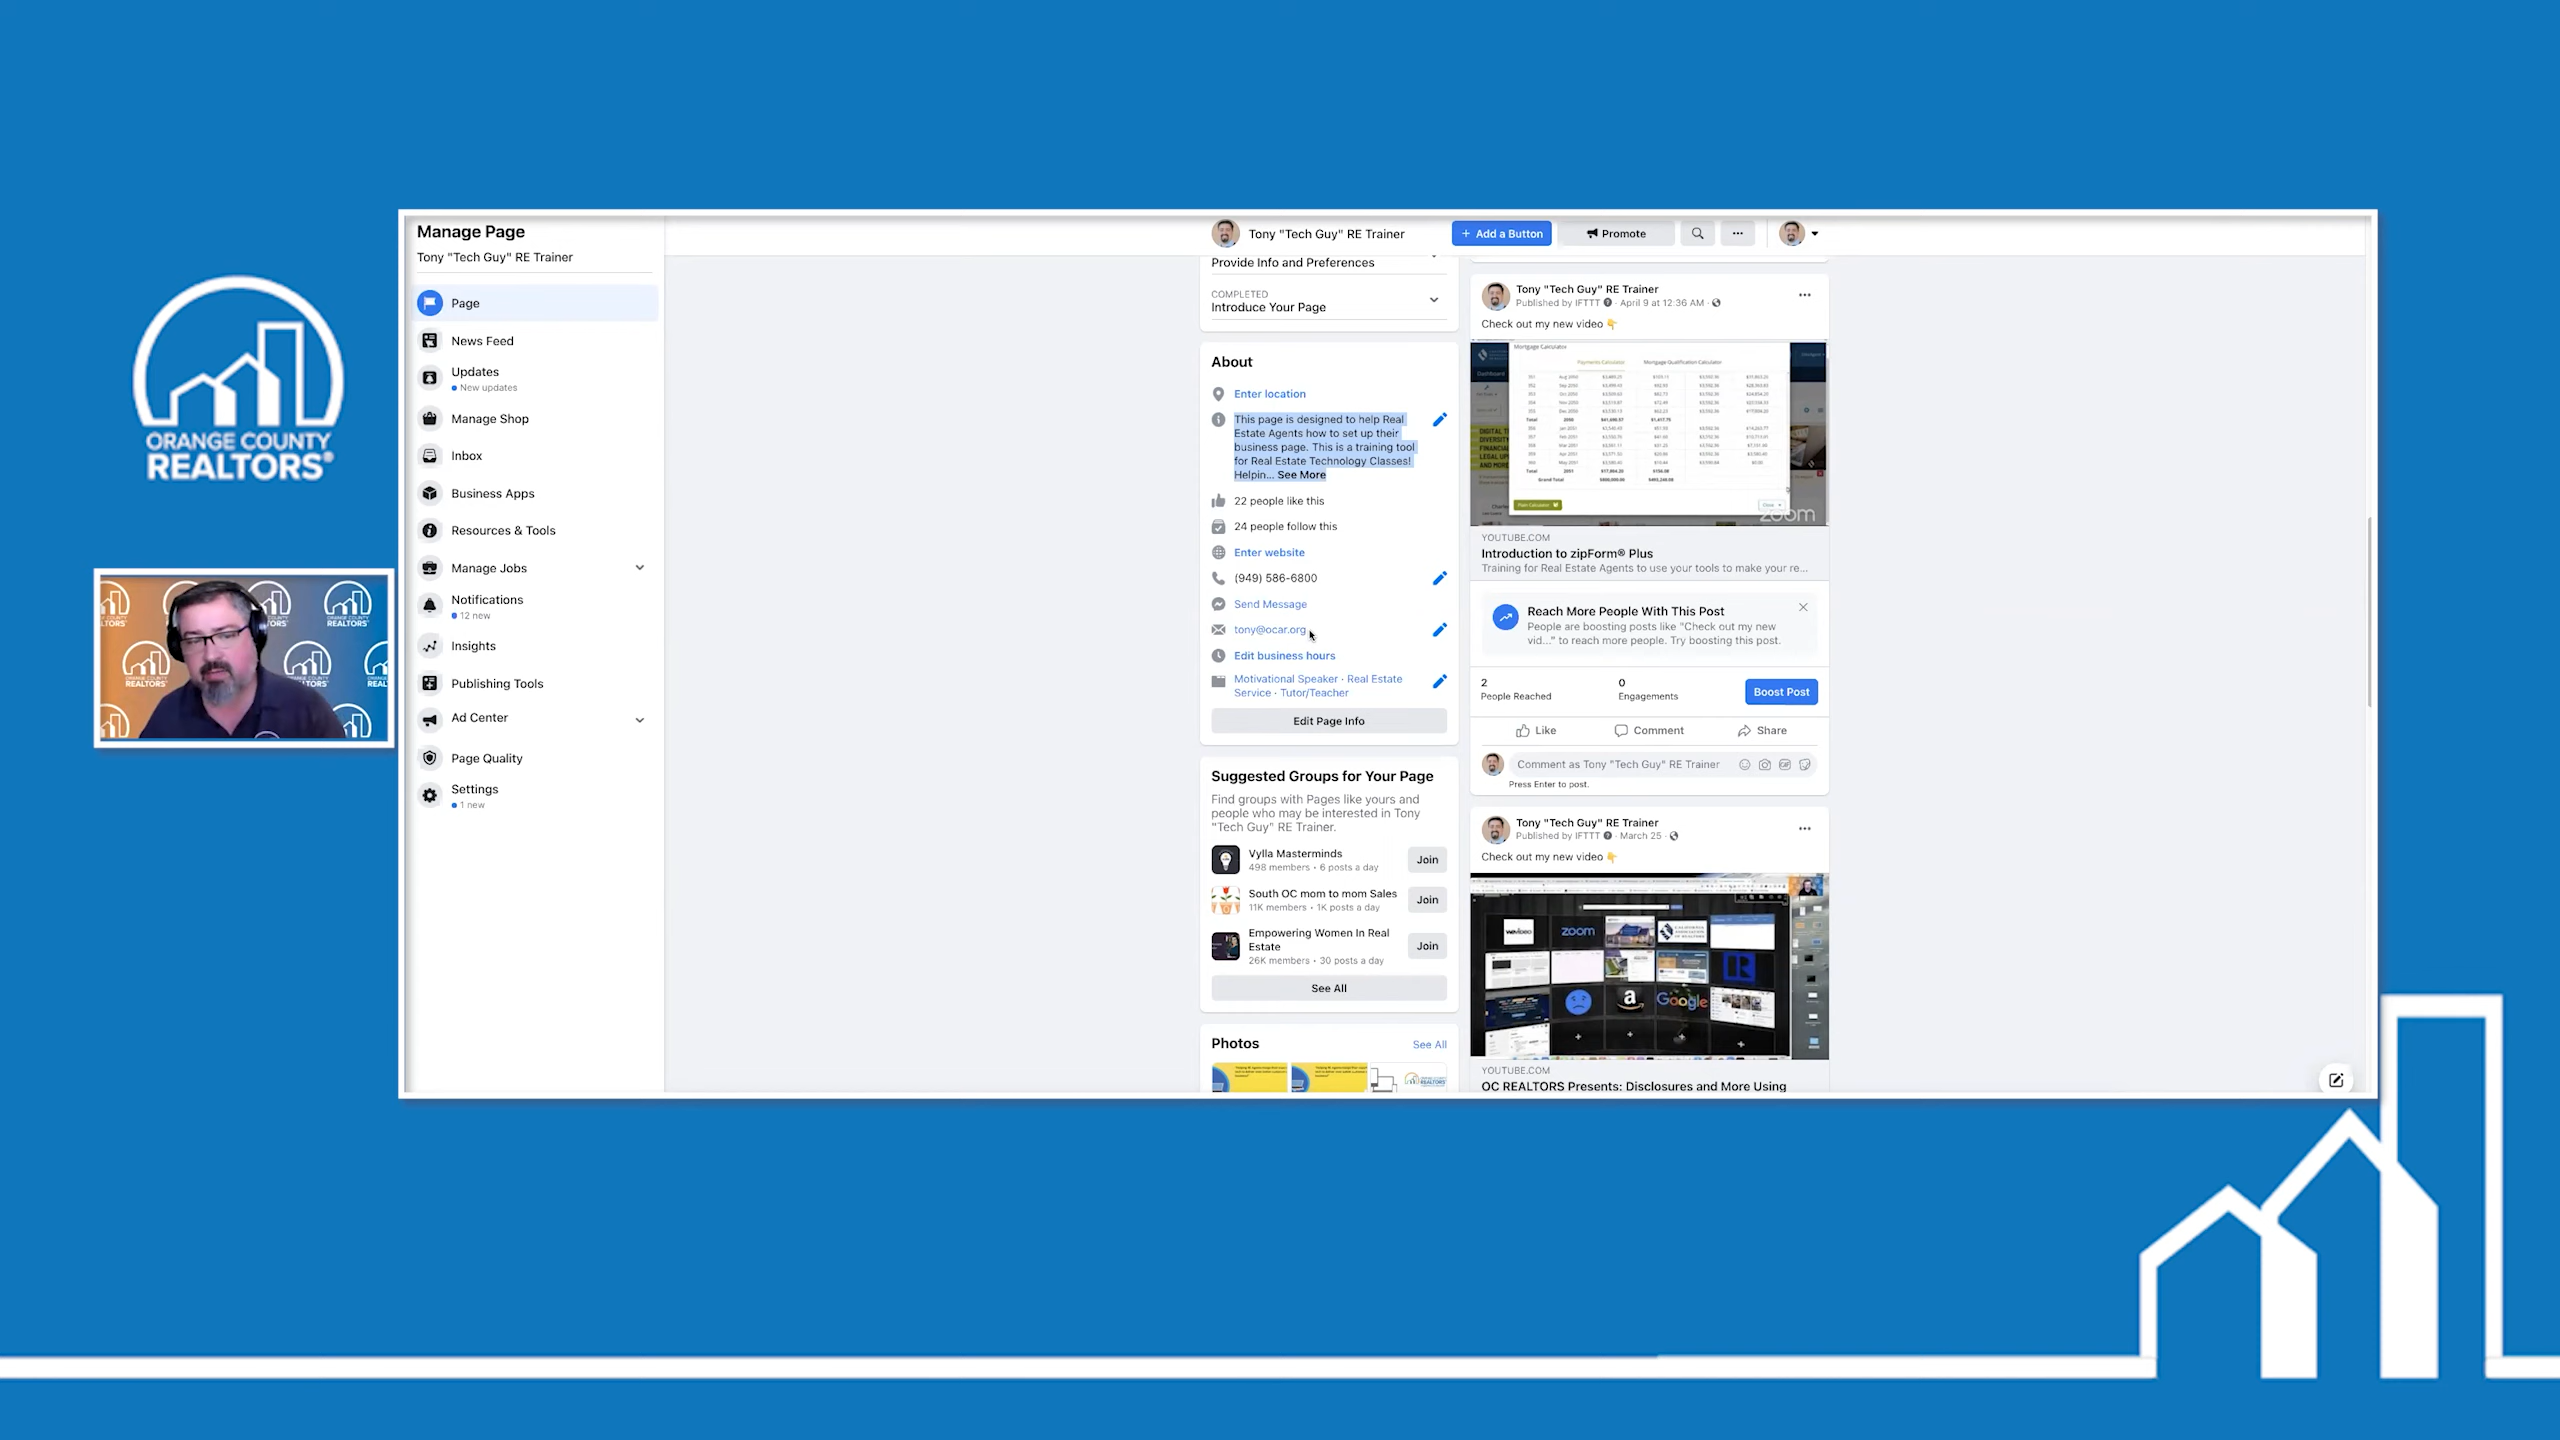 ORANGE COUNTY
REALTORS®
Manage Page
Tony "Tech Guy" RE Trainer
Page
News Feed
Updates
New updates
Manage Shop
Inbox
Business Apps
Resources & Tools
Manage Jobs
Notifications
12 new
Insights
Publishing Tools
Ad Center
Page Quality
Settings
1 new
Tony "Tech Guy" RE Trainer
+ Add a Button
Promote
Provide Info and Preferences
COMPLETED
Introduce Your Page
About
Enter location
This page is designed to help Real
Estate Agents how to set up their
business page. This is a training tool
for Real Estate Technology Classes!
Helpin... See More
22 people like this
24 people follow this
Enter website
(949) 586-6800
Send Message
tony@ocar.org
Edit business hours
Motivational Speaker · Real Estate
Service · Tutor/Teacher
Edit Page Info
Suggested Groups for Your Page
Find groups with Pages like yours and
people who may be interested in Tony
"Tech Guy" RE Trainer.
Vylla Masterminds
498 members • 6 posts a day
Join
South OC mom to mom Sales
11K members • 1K posts a day
Join
Empowering Women In Real
Estate
26K members • 30 posts a day
Join
See All
Photos
See All
Tony "Tech Guy" RE Trainer
Published by IFTTT · April 9 at 12:36 AM
Check out my new video 👇
Mortgage Calculator
Payments Calculator
Mortgage Qualification Calculator
zoom
YOUTUBE.COM
Introduction to zipForm® Plus
Training for Real Estate Agents to use your tools to make your re...
Reach More People With This Post
People are boosting posts like "Check out my new
vid..." to reach more people. Try boosting this post.
2
People Reached
0
Engagements
Boost Post
Like
Comment
Share
Comment as Tony "Tech Guy" RE Trainer
Press Enter to post.
Tony "Tech Guy" RE Trainer
Published by IFTTT · March 25
Check out my new video 👇
wevideo
zoom
Google
YOUTUBE.COM
OC REALTORS Presents: Disclosures and More Using